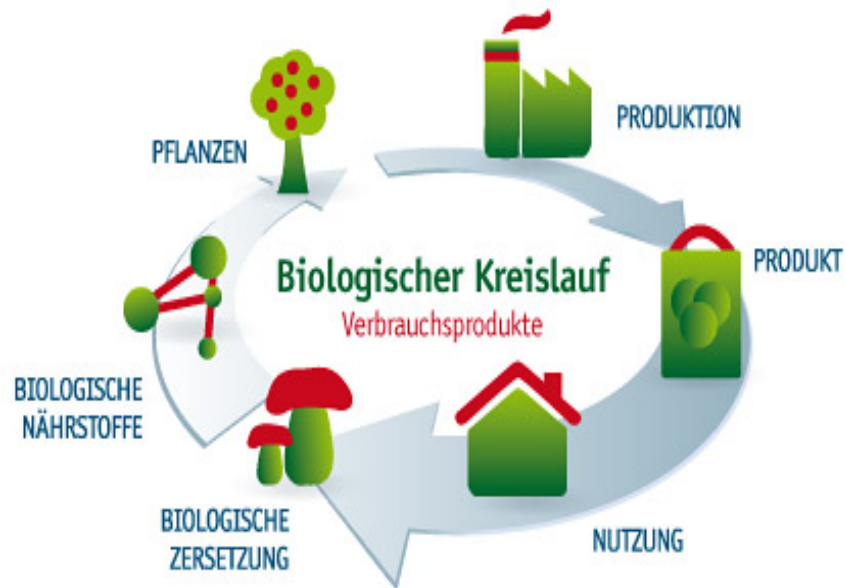 PFLANZEN
PRODUKTION
PRODUKT
Biologischer Kreislauf
Verbrauchsprodukte
BIOLOGISCHE
NÄHRSTOFFE
BIOLOGISCHE
ZERSETZUNG
NUTZUNG